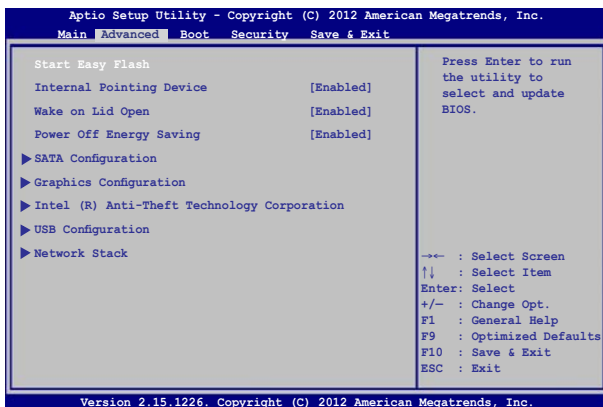 Aptio Setup Utility - Copyright (C) 2012 American Megatrends, Inc.
Main Advanced Boot Security Save & Exit
Start Easy Flash
Internal Pointing Device [Enabled]
Wake on Lid Open [Enabled]
Power Off Energy Saving [Enabled]
SATA Configuration
Graphics Configuration
Intel (R) Anti-Theft Technology Corporation
USB Configuration
Network Stack
Press Enter to run
the utility to
select and update
BIOS.
→← : Select Screen
↑↓ : Select Item
Enter: Select
+/— : Change Opt.
F1 : General Help
F9 : Optimized Defaults
F10 : Save & Exit
ESC : Exit
Version 2.15.1226. Copyright (C) 2012 American Megatrends, Inc.